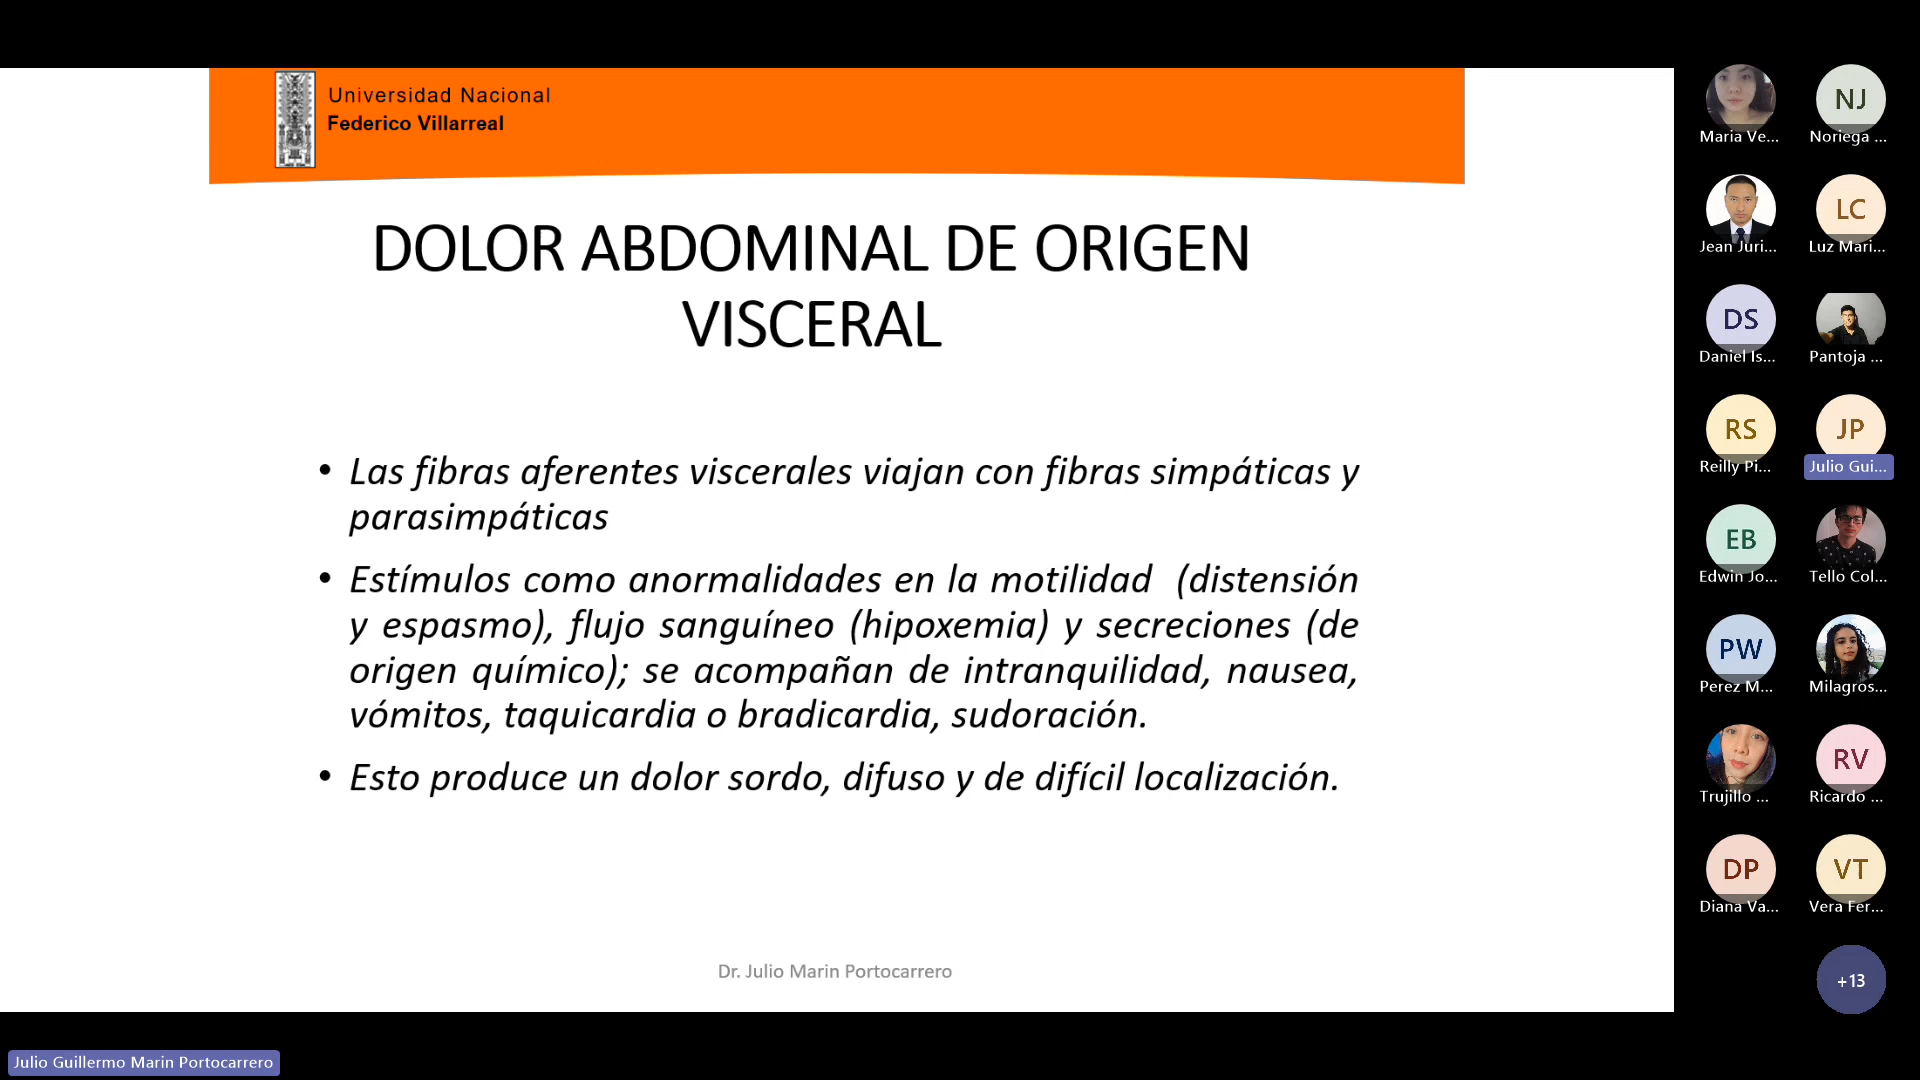 Universidad Nacional
Federico Villarreal
DOLOR ABDOMINAL DE ORIGEN
VISCERAL
• Las fibras aferentes viscerales viajan con fibras simpáticas y
parasimpáticas
• Estímulos como anormalidades en la motilidad (distensión
y espasmo), flujo sanguíneo (hipoxemia) y secreciones (de
origen químico); se acompañan de intranquilidad, nausea,
vómitos, taquicardia o bradicardia, sudoración.
• Esto produce un dolor sordo, difuso y de difícil localización.
Dr. Julio Marin Portocarrero
Julio Guillermo Marin Portocarrero
Maria Ve...
NJ
Noriega ...
Jean Juri...
LC
Luz Mari...
DS
Daniel Is...
Pantoja ...
RS
Reilly Pi...
JP
Julio Gui...
EB
Edwin Jo...
Tello Col...
PW
Perez M...
Milagros...
Trujillo ...
RV
Ricardo ...
DP
Diana Va...
VT
Vera Fer...
+13